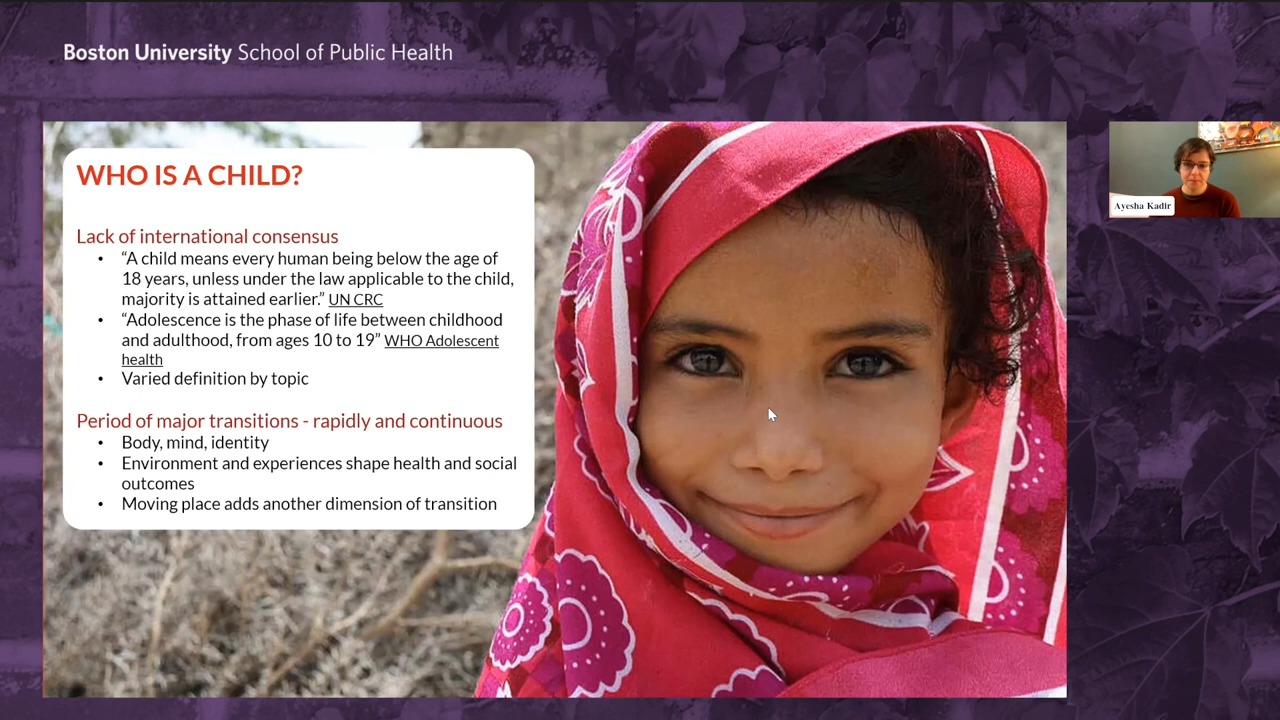 Boston University School of Public Health
WHO IS A CHILD?
Lack of international consensus
• “A child means every human being below the age of
18 years, unless under the law applicable to the child,
majority is attained earlier.” UN CRC
• “Adolescence is the phase of life between childhood
and adulthood, from ages 10 to 19” WHO Adolescent
health
• Varied definition by topic
Period of major transitions - rapidly and continuous
• Body, mind, identity
• Environment and experiences shape health and social
outcomes
• Moving place adds another dimension of transition
Ayesha Kadir